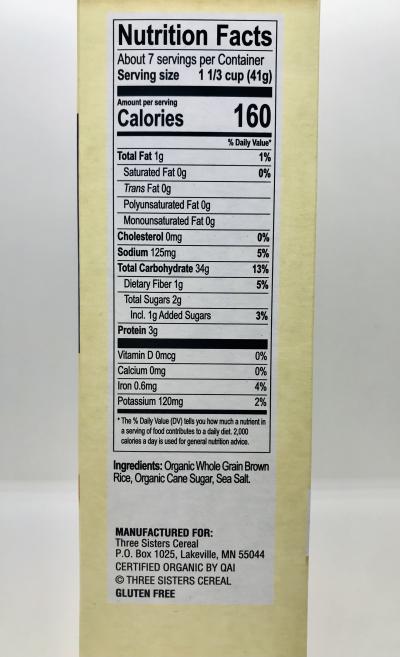 Nutrition Facts
About 7 servings per Container
Serving size 1 1/3 cup (41g)
Amount per serving
Calories 160
% Daily Value*
Total Fat 1g 1%
Saturated Fat 0g 0%
Trans Fat 0g
Polyunsaturated Fat 0g
Monounsaturated Fat 0g
Cholesterol 0mg 0%
Sodium 125mg 5%
Total Carbohydrate 34g 13%
Dietary Fiber 1g 5%
Total Sugars 2g
Incl. 1g Added Sugars 3%
Protein 3g
Vitamin D 0mcg 0%
Calcium 0mg 0%
Iron 0.6mg 4%
Potassium 120mg 2%
* The % Daily Value (DV) tells you how much a nutrient in
a serving of food contributes to a daily diet. 2,000
calories a day is used for general nutrition advice.
Ingredients: Organic Whole Grain Brown
Rice, Organic Cane Sugar, Sea Salt.
MANUFACTURED FOR:
Three Sisters Cereal
P.O. Box 1025, Lakeville, MN 55044
CERTIFIED ORGANIC BY QAI
© THREE SISTERS CEREAL
GLUTEN FREE